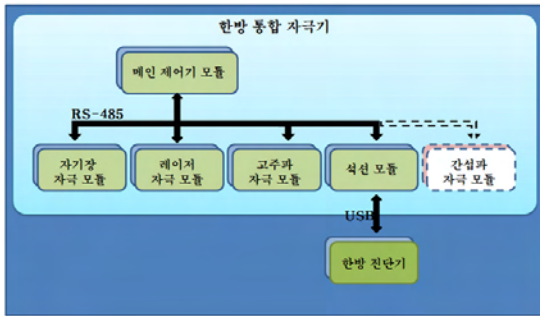 한방 통합 자극기
메인 제어기 모듈
RS-485
자기장
자극 모듈
레이저
자극 모듈
고주파
자극 모듈
석션 모듈
간섭파
자극 모듈
USB
한방 진단기